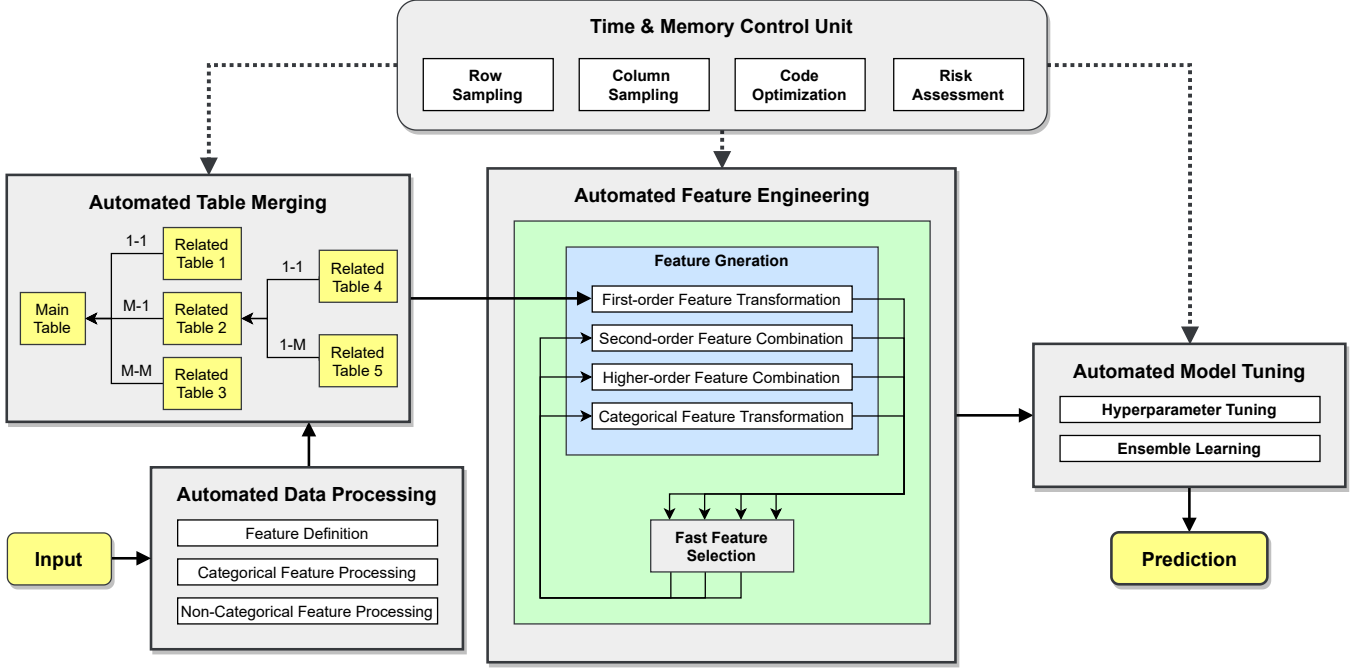 Time & Memory Control Unit
Row
Sampling
Column
Sampling
Code
Optimization
Risk
Assessment
Automated Table Merging
1-1
M-1
M-M
Main
Table
Related
Table 1
Related
Table 2
Related
Table 3
1-1
1-M
Related
Table 4
Related
Table 5
Automated Data Processing
Feature Definition
Categorical Feature Processing
Non-Categorical Feature Processing
Input
Automated Feature Engineering
Feature Gneration
First-order Feature Transformation
Second-order Feature Combination
Higher-order Feature Combination
Categorical Feature Transformation
Fast Feature
Selection
Automated Model Tuning
Hyperparameter Tuning
Ensemble Learning
Prediction